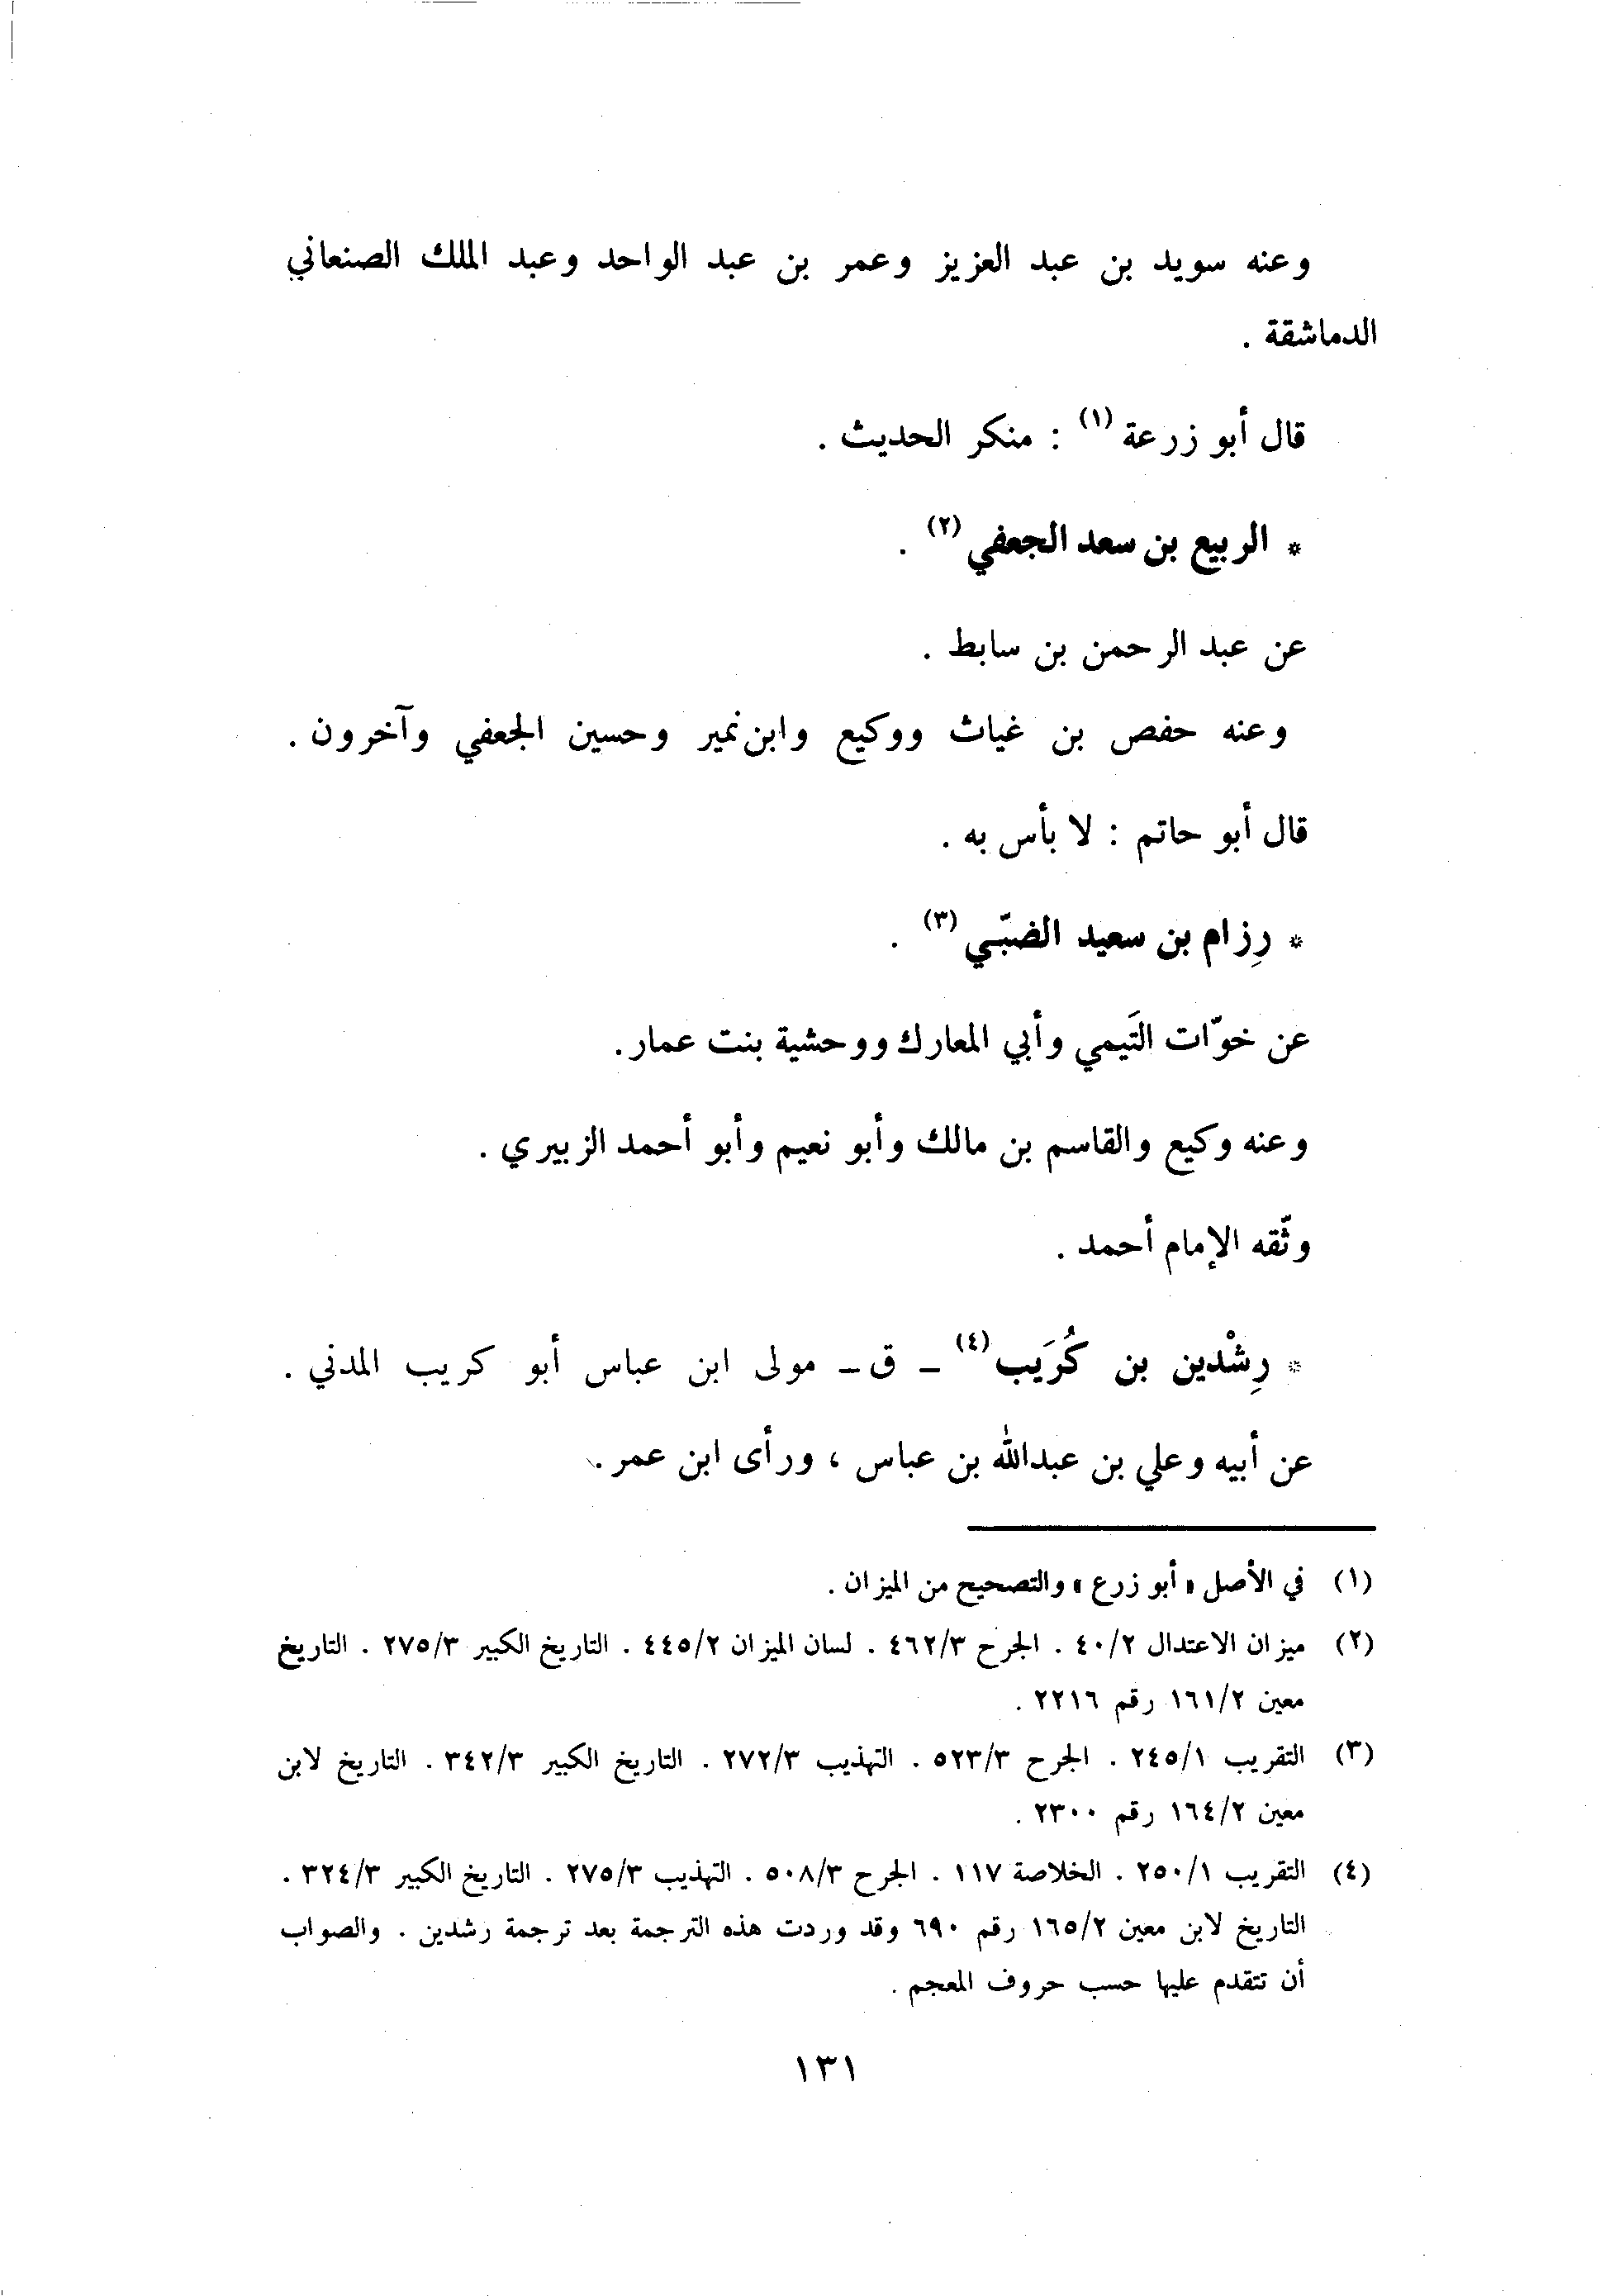 وعنه سويد بن عبد العزيز وعمر بن عبد الواحد وعبد الملك الصنعاني
الدماشقة .
قال أبو زرعة (١) : منكر الحديث .
* الربيع بن سعد الجعفي (٢) .
عن عبد الرحمن بن سابط .
وعنه حفص بن غياث ووكيع وابن نمير وحسين الجعفي وآخرون .
قال أبو حاتم : لا بأس به .
* رِزام بن سعيد الضبّي (٣) .
عن خوّات التَيمي وأبي المعارك ووحشية بنت عمار .
وعنه وكيع والقاسم بن مالك وأبو نعيم وأبو أحمد الزبيري .
وثّقه الإمام أحمد .
* رِشْدين بن كُرَيب (٤) – ق – مولى ابن عباس أبو كريب المدني .
عن أبيه وعلي بن عبدالله بن عباس ، ورأى ابن عمر .
(١) في الأصل « أبو زرع » والتصحيح من الميزان .
(٢) ميزان الاعتدال ٤٠/٢ . الجرح ٤٦٢/٣ . لسان الميزان ٤٤٥/٢ . التاريخ الكبير ٢٧٥/٣ . التاريخ
معين ١٦١/٢ رقم ٢٢١٦ .
(٣) التقريب ٢٤٥/١ . الجرح ٥٢٣/٣ . التهذيب ٢٧٢/٣ . التاريخ الكبير ٣٤٢/٣ . التاريخ لابن
معين ١٦٤/٢ رقم ٢٣٠٠ .
(٤) التقريب ٢٥٠/١ . الخلاصة ١١٧ . الجرح ٥٠٨/٣ . التهذيب ٢٧٥/٣ . التاريخ الكبير ٣٢٤/٣ .
التاريخ لابن معين ١٦٥/٢ رقم ٦٩٠ وقد وردت هذه الترجمة بعد ترجمة رشدين . والصواب
أن تتقدم عليها حسب حروف المعجم .
١٣١